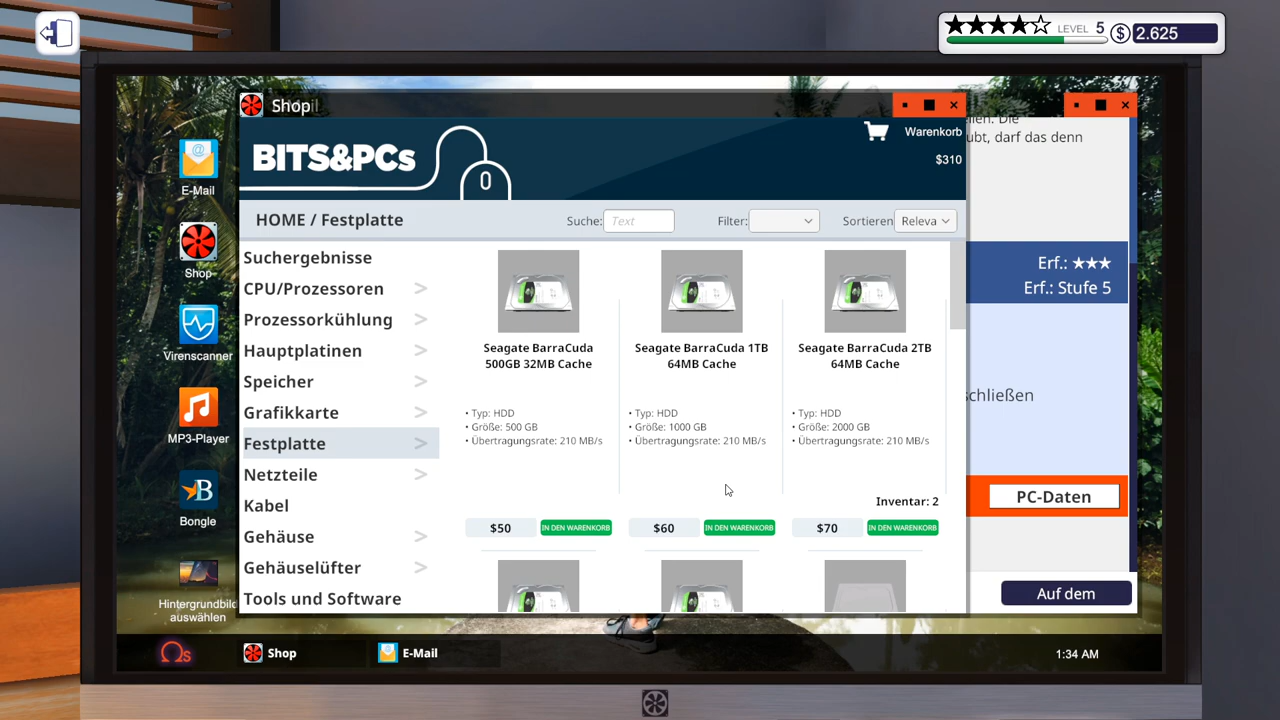 LEVEL 5
$ 2.625
Shop
BITS&PCs
Warenkorb
$310
HOME / Festplatte
Suche: Text
Filter:
Sortieren Releva
Suchergebnisse
CPU/Prozessoren >
Prozessorkühlung >
Hauptplatinen >
Speicher >
Grafikkarte >
Festplatte >
Netzteile >
Kabel
Gehäuse >
Gehäuselüfter >
Tools und Software
Seagate BarraCuda
500GB 32MB Cache
• Typ: HDD
• Größe: 500 GB
• Übertragungsrate: 210 MB/s
$50 IN DEN WARENKORB
Seagate BarraCuda 1TB
64MB Cache
• Typ: HDD
• Größe: 1000 GB
• Übertragungsrate: 210 MB/s
$60 IN DEN WARENKORB
Seagate BarraCuda 2TB
64MB Cache
• Typ: HDD
• Größe: 2000 GB
• Übertragungsrate: 210 MB/s
Inventar: 2
$70 IN DEN WARENKORB
darf das denn
Erf.: ★★★
Erf.: Stufe 5
schließen
PC-Daten
Auf dem
E-Mail
Shop
Virenscanner
MP3-Player
Bongle
Hintergrundbild
auswählen
Shop
E-Mail
1:34 AM